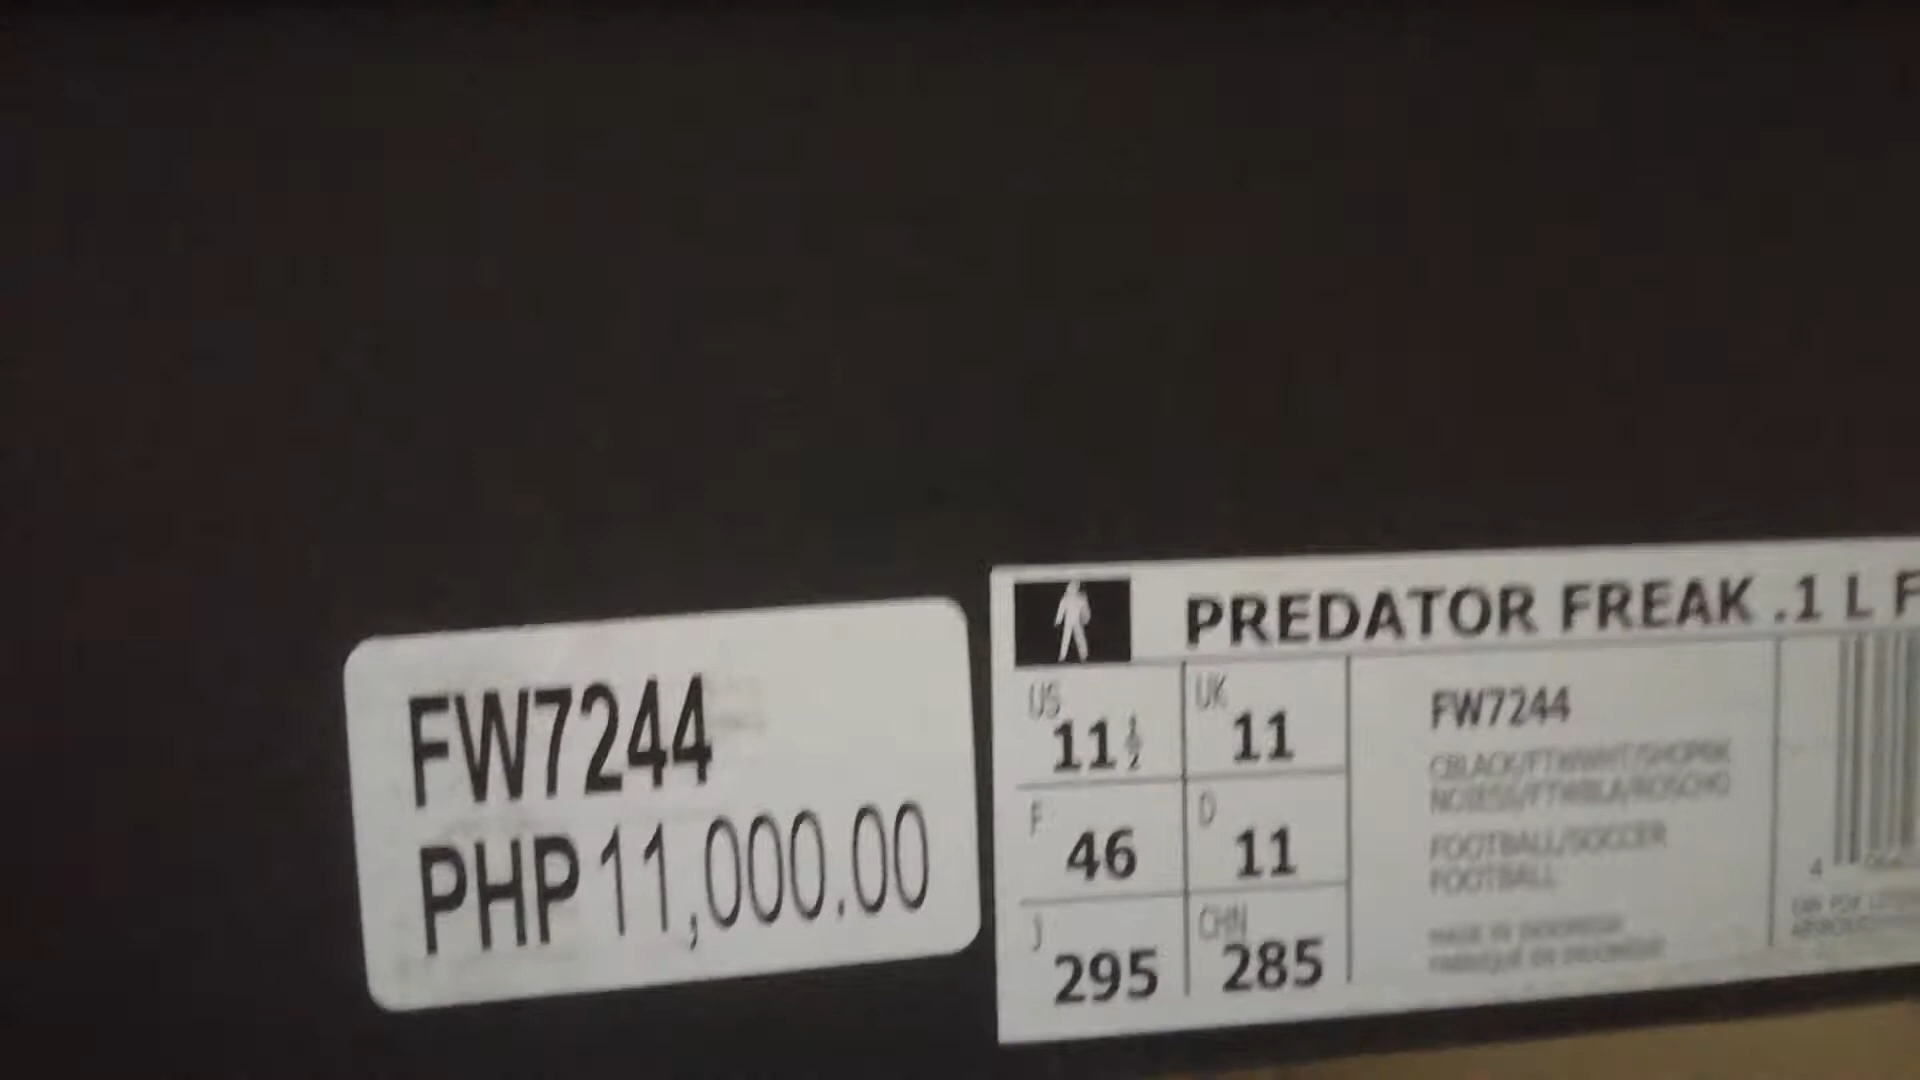 FW7244
PHP 11,000.00
PREDATOR FREAK .1 L F
US 11½
UK 11
F 46
D 11
J 295
CHN 285
FW7244
FOOTBALL/SOCCER
FOOTBALL
4